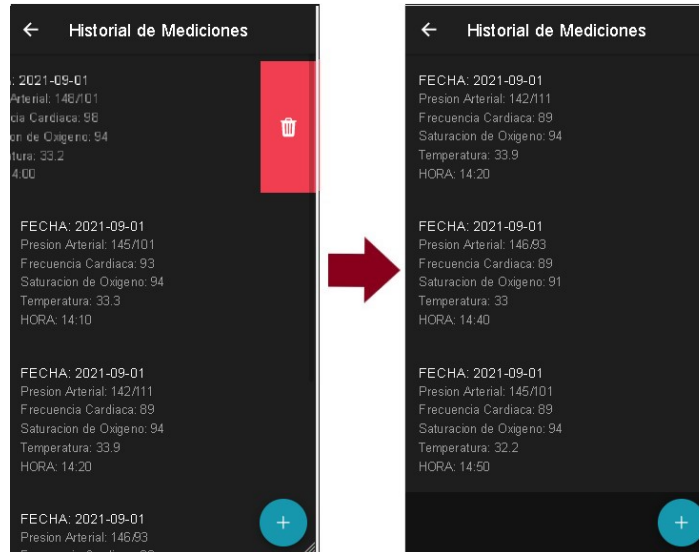 Historial de Mediciones
: 2021-09-01
Arterial: 148/101
cia Cardiaca: 98
on de Oxigeno: 94
tura: 33.2
4:00
FECHA: 2021-09-01
Presion Arterial: 145/101
Frecuencia Cardiaca: 93
Saturacion de Oxigeno: 94
Temperatura: 33.3
HORA: 14:10
FECHA: 2021-09-01
Presion Arterial: 142/111
Frecuencia Cardiaca: 89
Saturacion de Oxigeno: 94
Temperatura: 33.9
HORA: 14:20
FECHA: 2021-09-01
Presion Arterial: 146/93
Historial de Mediciones
FECHA: 2021-09-01
Presion Arterial: 142/111
Frecuencia Cardiaca: 89
Saturacion de Oxigeno: 94
Temperatura: 33.9
HORA: 14:20
FECHA: 2021-09-01
Presion Arterial: 146/93
Frecuencia Cardiaca: 89
Saturacion de Oxigeno: 91
Temperatura: 33
HORA: 14:40
FECHA: 2021-09-01
Presion Arterial: 145/101
Frecuencia Cardiaca: 89
Saturacion de Oxigeno: 94
Temperatura: 32.2
HORA: 14:50